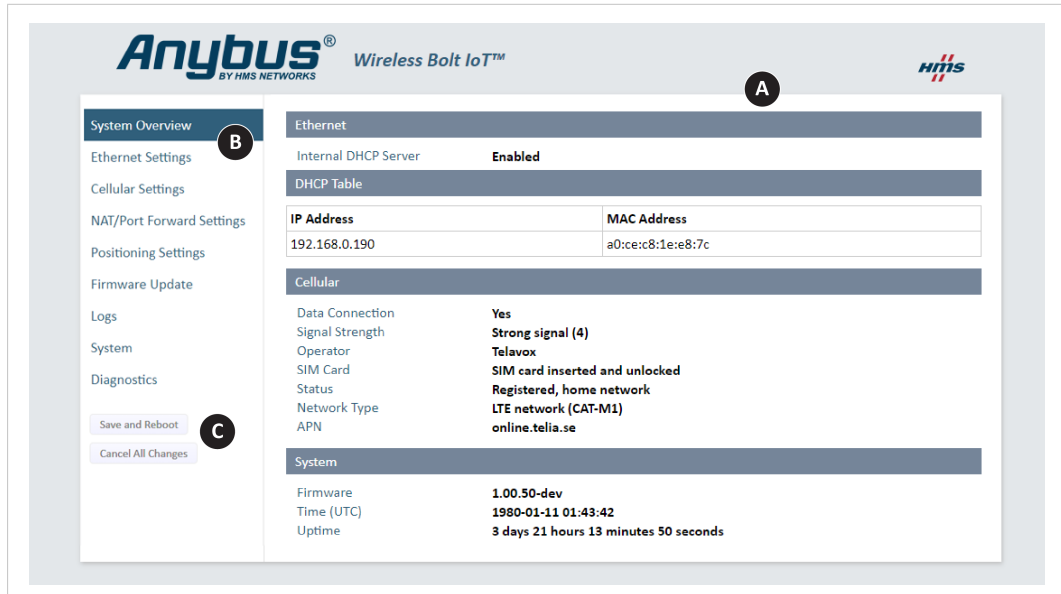 Anybus®
BY HMS NETWORKS
Wireless Bolt IoT™
HMS
A
System Overview
B
Ethernet Settings
Cellular Settings
NAT/Port Forward Settings
Positioning Settings
Firmware Update
Logs
System
Diagnostics
Save and Reboot
C
Cancel All Changes
Ethernet
Internal DHCP Server Enabled
DHCP Table
IP Address MAC Address
192.168.0.190 a0:ce:c8:1e:e8:7c
Cellular
Data Connection Yes
Signal Strength Strong signal (4)
Operator Telavox
SIM Card SIM card inserted and unlocked
Status Registered, home network
Network Type LTE network (CAT-M1)
APN online.telia.se
System
Firmware 1.00.50-dev
Time (UTC) 1980-01-11 01:43:42
Uptime 3 days 21 hours 13 minutes 50 seconds